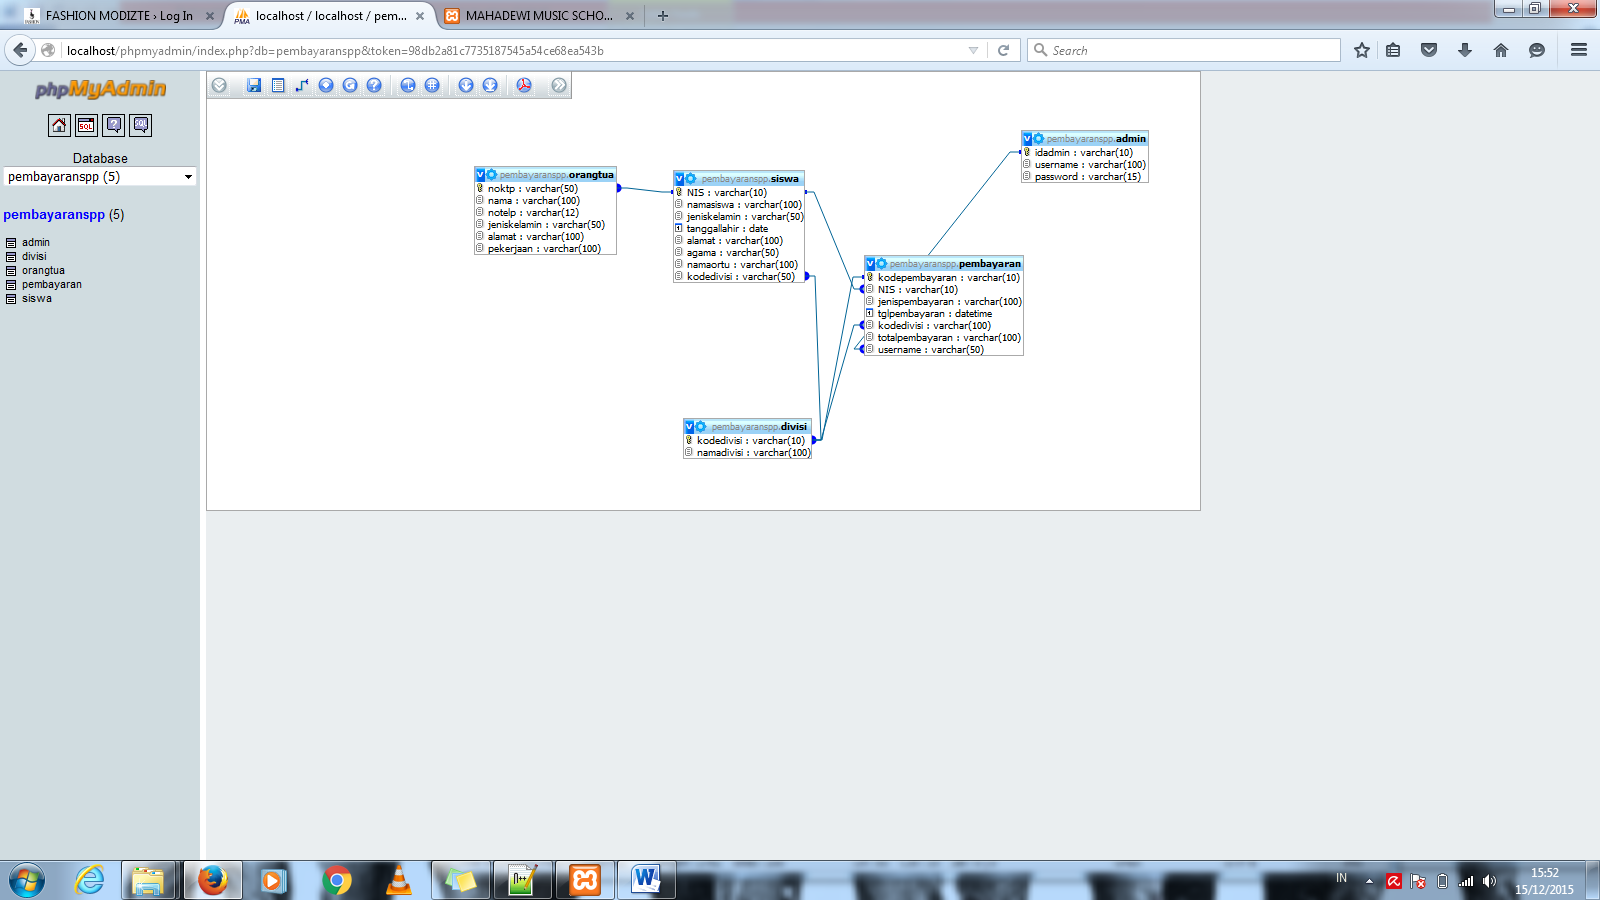 FASHION MODIZTE › Log In
localhost / localhost / pem...
MAHADEWI MUSIC SCHO...
localhost/phpmyadmin/index.php?db=pembayaranspp&token=98db2a81c7735187545a54ce68ea543b
Search
phpMyAdmin
Database
pembayaranspp (5)
pembayaranspp (5)
admin
divisi
orangtua
pembayaran
siswa
pembayaranspp.orangtua
noktp : varchar(50)
nama : varchar(100)
notelp : varchar(12)
jeniskelamin : varchar(50)
alamat : varchar(100)
pekerjaan : varchar(100)
pembayaranspp.siswa
NIS : varchar(10)
namasiswa : varchar(100)
jeniskelamin : varchar(50)
tanggallahir : date
alamat : varchar(100)
agama : varchar(50)
namaortu : varchar(100)
kodedivisi : varchar(50)
pembayaranspp.admin
idadmin : varchar(10)
username : varchar(100)
password : varchar(15)
pembayaranspp.pembayaran
kodepembayaran : varchar(10)
NIS : varchar(10)
jenispembayaran : varchar(100)
tglpembayaran : datetime
kodedivisi : varchar(100)
totalpembayaran : varchar(100)
username : varchar(50)
pembayaranspp.divisi
kodedivisi : varchar(10)
namadivisi : varchar(100)
IN
15:52
15/12/2015